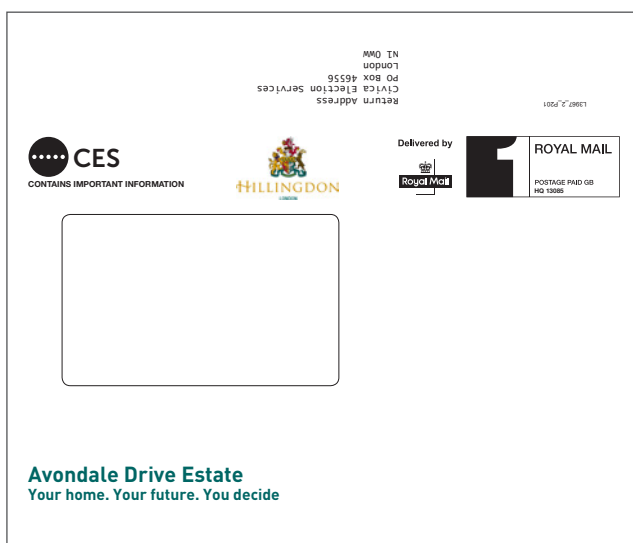 Return Address
Civica Election Services
PO Box 46556
London
N1 0WW
L3967_2_P201
CES
CONTAINS IMPORTANT INFORMATION
HILLINGDON
LONDON
Delivered by
Royal Mail
1
ROYAL MAIL
POSTAGE PAID GB
HQ 13085
Avondale Drive Estate
Your home. Your future. You decide